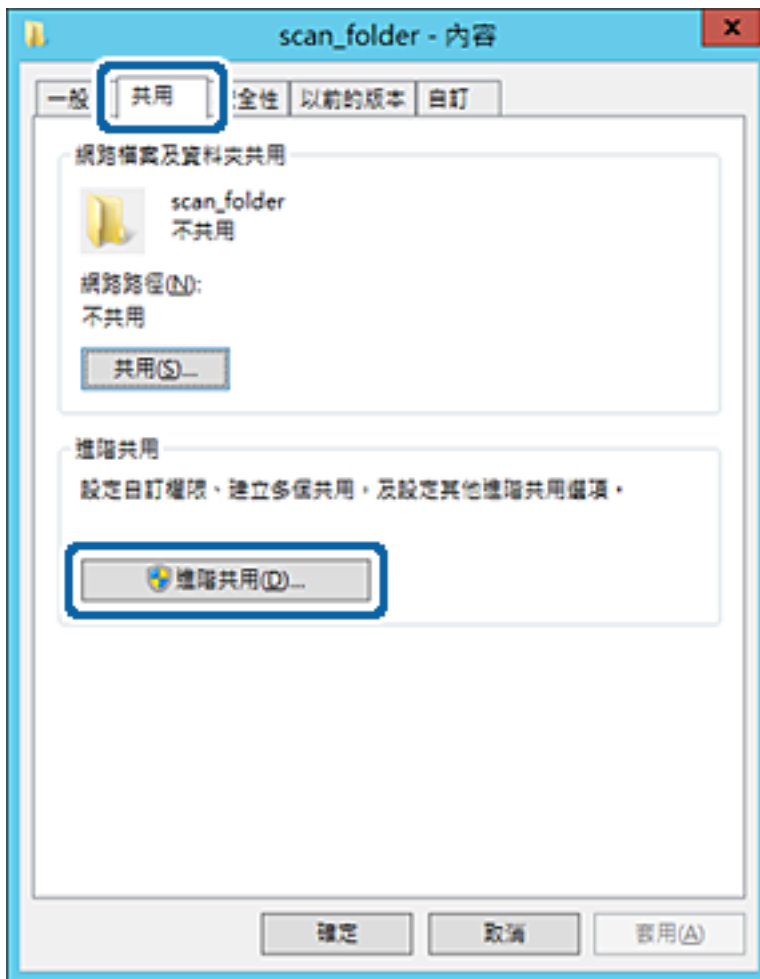 scan_folder - 內容
x
一般 共用 全性 以前的版本 自訂
網路檔案及資料夾共用
scan_folder
不共用
網路路徑(N):
不共用
共用(S)...
進階共用
設定自訂權限、建立多個共用，及設定其他進階共用選項。
進階共用(D)...
確定 取消 套用(A)